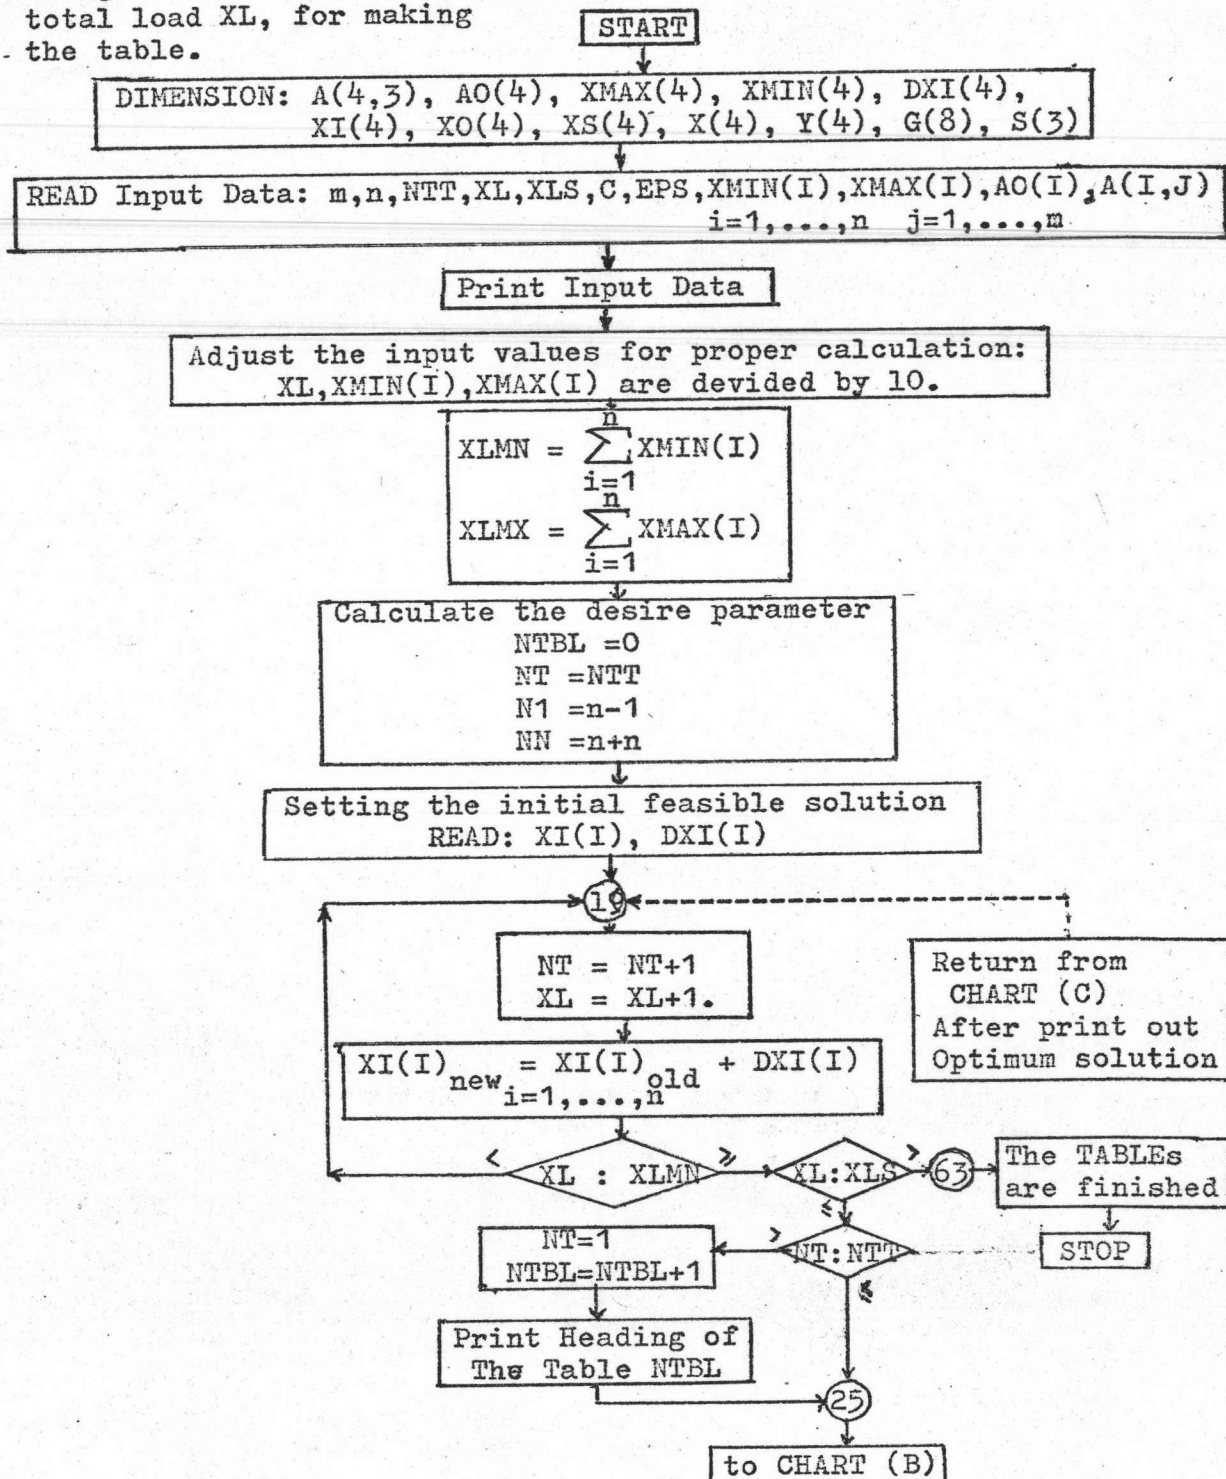 total load XL, for making
the table.
START
DIMENSION: A(4,3), AO(4), XMAX(4), XMIN(4), DXI(4),
XI(4), XO(4), XS(4), X(4), Y(4), G(8), S(3)
READ Input Data: m,n,NTT,XL,XLS,C,EPS,XMIN(I),XMAX(I),AO(I),A(I,J)
i=1,...,n j=1,...,m
Print Input Data
Adjust the input values for proper calculation:
XL,XMIN(I),XMAX(I) are devided by 10.
n
XLMN = ∑ XMIN(I)
i=1
n
XLMX = ∑ XMAX(I)
i=1
Calculate the desire parameter
NTBL =0
NT =NTT
N1 =n-1
NN =n+n
Setting the initial feasible solution
READ: XI(I), DXI(I)
19
NT = NT+1
XL = XL+1.
Return from
CHART (C)
After print out
Optimum solution
XI(I)new = XI(I)old + DXI(I)
i=1,...,n
< XL : XLMN ≥ XL:XLS > 63
The TABLEs
are finished
≤
NT=1
NTBL=NTBL+1
> NT:NTT
STOP
≤
Print Heading of
The Table NTBL
25
to CHART (B)